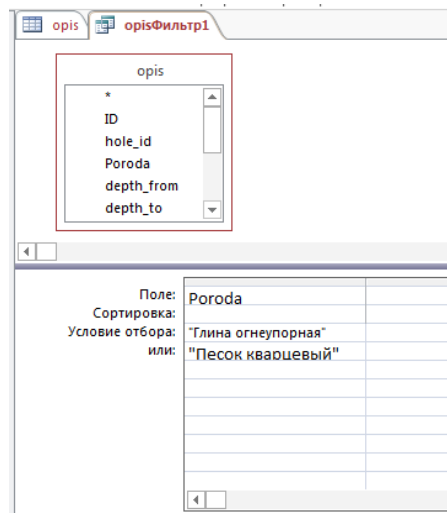 opis opisФильтр1
opis
*
ID
hole_id
Poroda
depth_from
depth_to
Поле: Poroda
Сортировка:
Условие отбора: "Глина огнеупорная"
или: "Песок кварцевый"